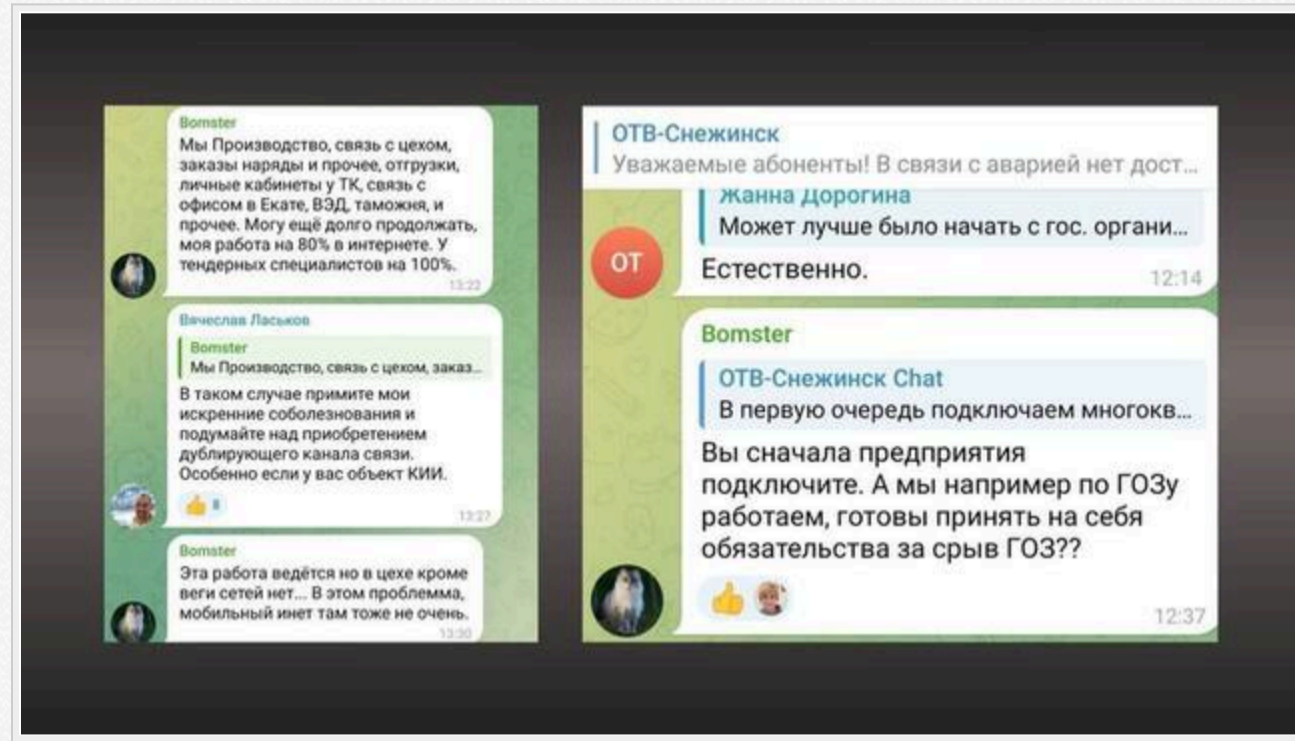 Bomster
Мы Производство, связь с цехом,
заказы наряды и прочее, отгрузки,
личные кабинеты у ТК, связь с
офисом в Екате, ВЭД, таможня, и
прочее. Могу ещё долго продолжать,
моя работа на 80% в интернете. У
тендерных специалистов на 100%.
13:22
Вячеслав Ласьков
Bomster
Мы Производство, связь с цехом, заказ...
В таком случае примите мои
искренние соболезнования и
подумайте над приобретением
дублирующего канала связи.
Особенно если у вас объект КИИ.
13:27
Bomster
Эта работа ведётся но в цехе кроме
веги сетей нет... В этом проблемма,
мобильный инет там тоже не очень.
13:30
ОТВ-Снежинск
Уважаемые абоненты! В связи с аварией нет дост...
Жанна Дорогина
Может лучше было начать с гос. органи...
ОТ
Естественно.
12:14
Bomster
ОТВ-Снежинск Chat
В первую очередь подключаем многокв...
Вы сначала предприятия
подключите. А мы например по ГОЗу
работаем, готовы принять на себя
обязательства за срыв ГОЗ??
12:37